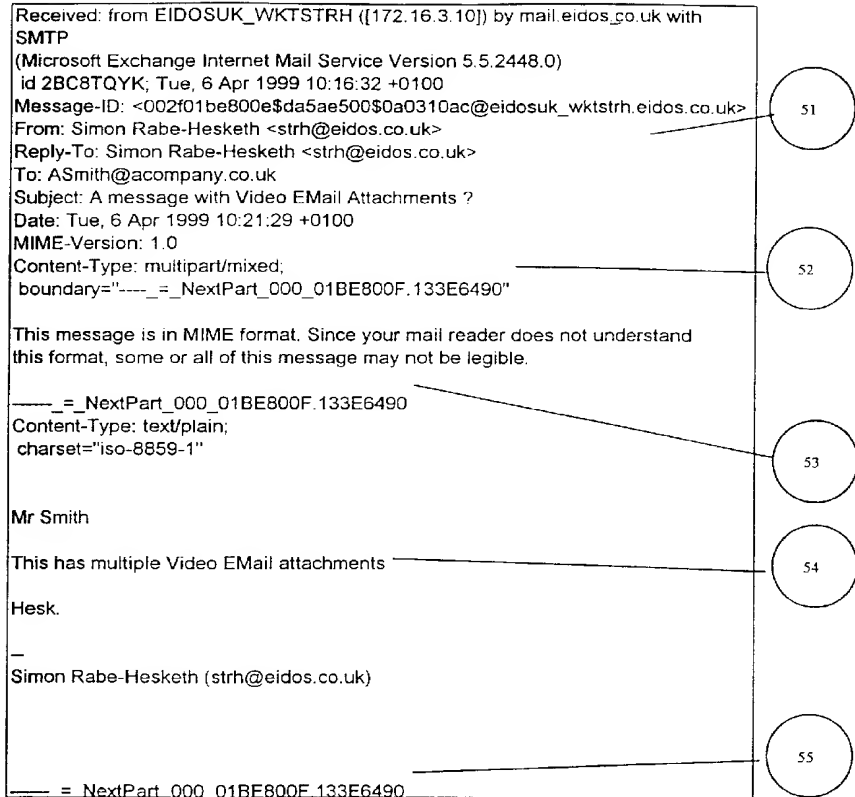 Received: from EIDOSUK_WKTSTRH ([172.16.3.10]) by mail.eidos.co.uk with
SMTP
(Microsoft Exchange Internet Mail Service Version 5.5.2448.0)
id 2BC8TQYK; Tue, 6 Apr 1999 10:16:32 +0100
Message-ID: <002f01be800e$da5ae500$0a0310ac@eidosuk_wktstrh.eidos.co.uk>
51
From: Simon Rabe-Hesketh <strh@eidos.co.uk>
Reply-To: Simon Rabe-Hesketh <strh@eidos.co.uk>
To: ASmith@acompany.co.uk
Subject: A message with Video EMail Attachments ?
Date: Tue, 6 Apr 1999 10:21:29 +0100
MIME-Version: 1.0
Content-Type: multipart/mixed;
52
boundary="----_=_NextPart_000_01BE800F.133E6490"
This message is in MIME format. Since your mail reader does not understand
this format, some or all of this message may not be legible.
------_=_NextPart_000_01BE800F.133E6490
Content-Type: text/plain;
charset="iso-8859-1"
53
Mr Smith
This has multiple Video EMail attachments
54
Hesk.
--
Simon Rabe-Hesketh (strh@eidos.co.uk)
55
------_=_NextPart_000_01BE800F.133E6490